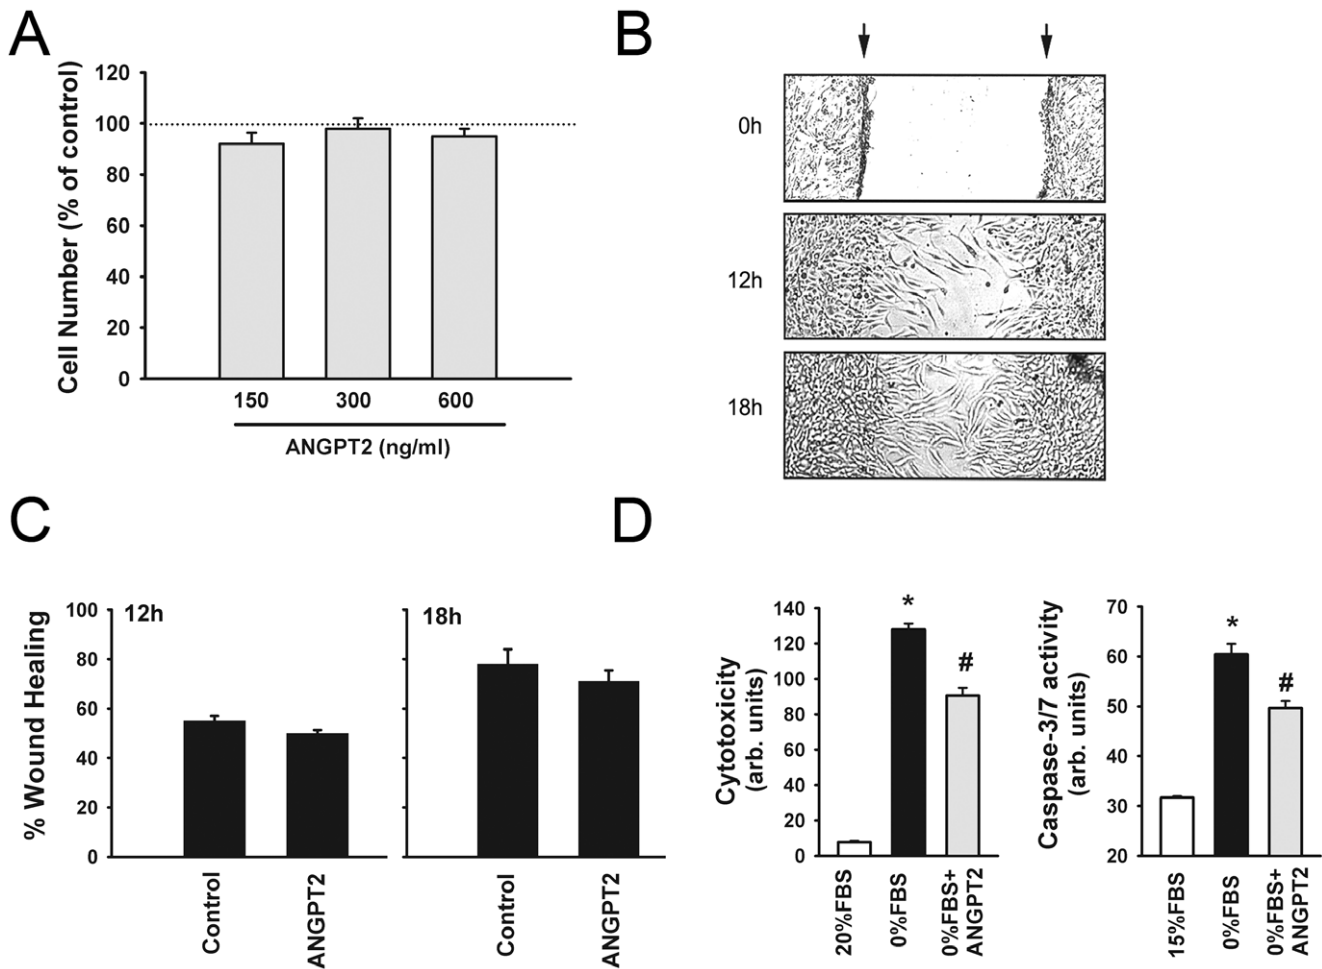 A
Cell Number (% of control)
120
100
80
60
40
20
0
150 300 600
ANGPT2 (ng/ml)
B
0h
12h
18h
C
% Wound Healing
100
80
60
40
20
0
12h
18h
Control
ANGPT2
Control
ANGPT2
D
Cytotoxicity
(arb. units)
140
120
100
80
60
40
20
0
*
#
20%FBS
0%FBS
0%FBS+
ANGPT2
Caspase-3/7 activity
(arb. units)
70
60
50
40
30
20
*
#
15%FBS
0%FBS
0%FBS+
ANGPT2